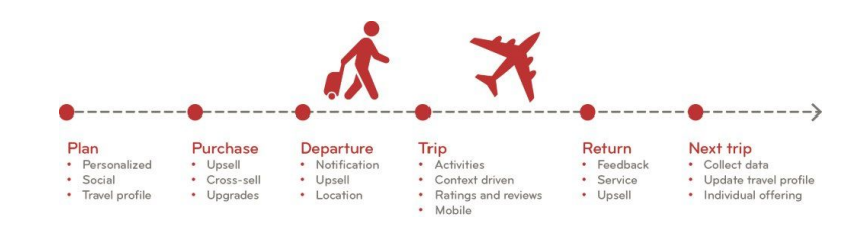 Plan
• Personalized
• Social
• Travel profile
Purchase
• Upsell
• Cross-sell
• Upgrades
Departure
• Notification
• Upsell
• Location
Trip
• Activities
• Context driven
• Ratings and reviews
• Mobile
Return
• Feedback
• Service
• Upsell
Next trip
• Collect data
• Update travel profile
• Individual offering